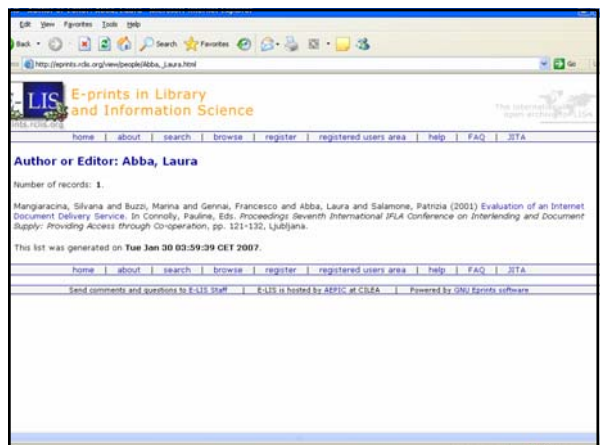 Edit View Favorites Tools Help
Back Search Favorites
http://eprints.rclis.org/view/people/Abba,_Laura.html Go
E-LIS E-prints in Library
and Information Science
home | about | search | browse | register | registered users area | help | FAQ | JITA
Author or Editor: Abba, Laura
Number of records: 1.
Mangiaracina, Silvana and Buzzi, Marina and Gennai, Francesco and Abba, Laura and Salamone, Patrizia (2001) Evaluation of an Internet
Document Delivery Service. In Connolly, Pauline, Eds. Proceedings Seventh International IFLA Conference on Interlending and Document
Supply: Providing Access through Co-operation, pp. 121-132, Ljubljana.
This list was generated on Tue Jan 30 03:59:39 CET 2007.
home | about | search | browse | register | registered users area | help | FAQ | JITA
Send comments and questions to E-LIS Staff | E-LIS is hosted by AEPIC at CILEA | Powered by GNU Eprints software